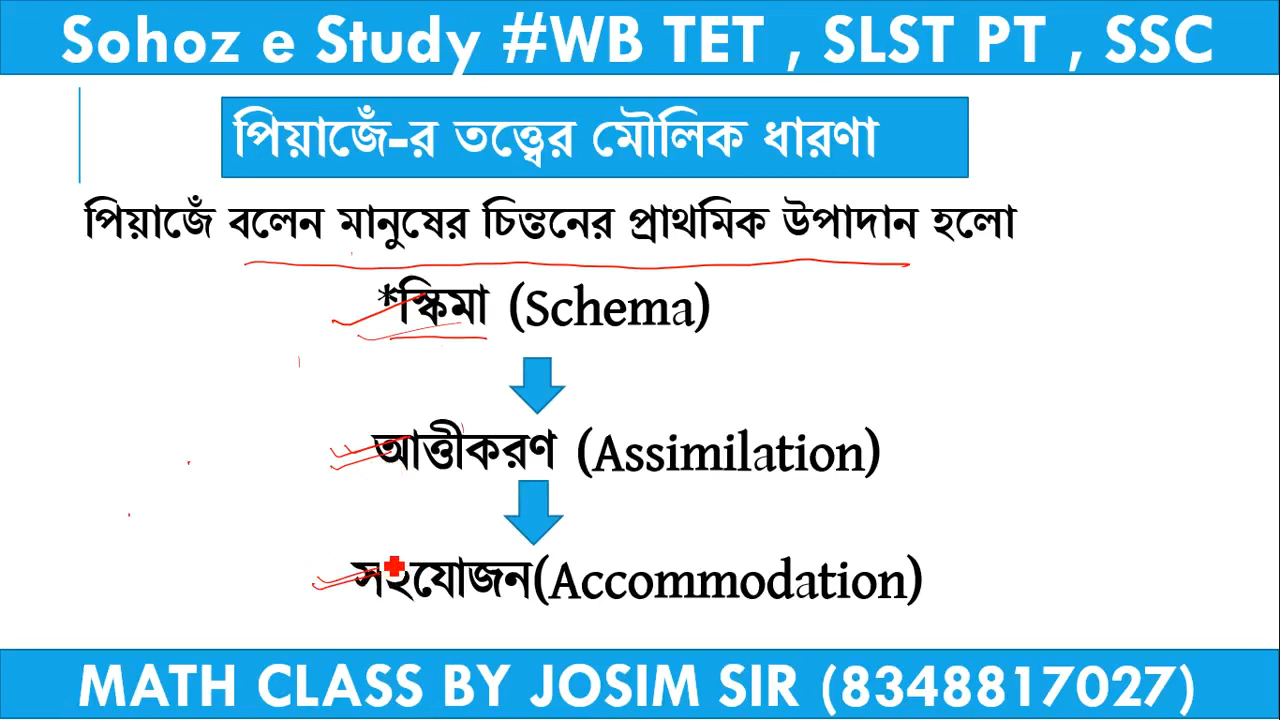 Sohoz e Study #WB TET , SLST PT , SSC
পিয়াজেঁ-র তত্ত্বের মৌলিক ধারণা
পিয়াজেঁ বলেন মানুষের চিন্তনের প্রাথমিক উপাদান হলো
*স্কিমা (Schema)
আত্তীকরণ (Assimilation)
সহযোজন(Accommodation)
MATH CLASS BY JOSIM SIR (8348817027)